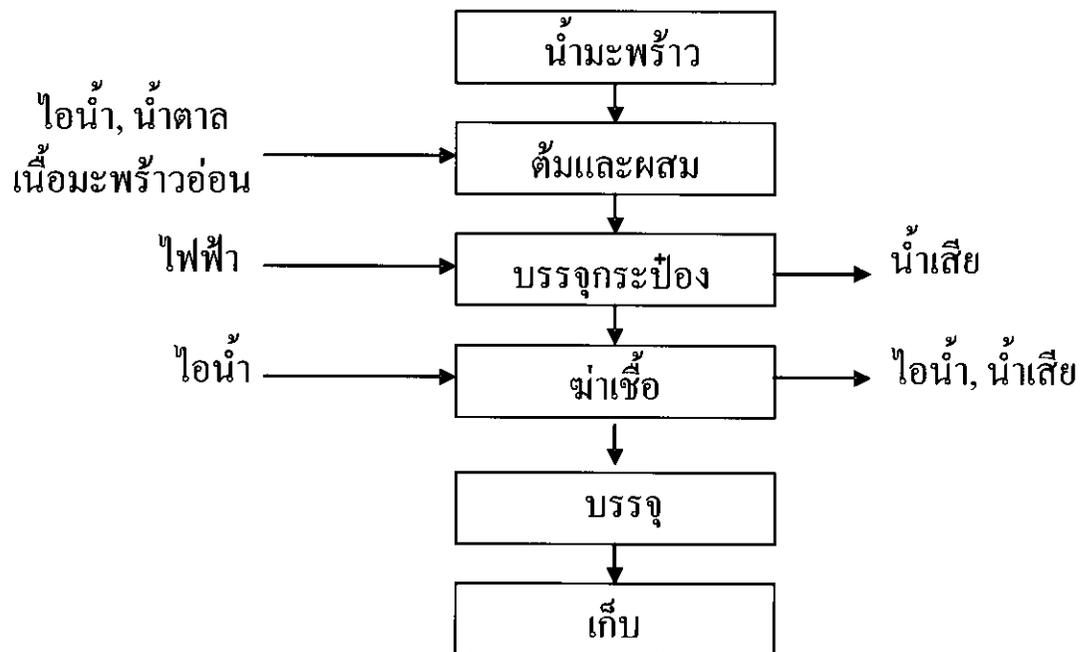 น้ำมะพร้าว
ไอน้ำ, น้ำตาล
เนื้อมะพร้าวอ่อน
ต้มและผสม
ไฟฟ้า
บรรจุกระป๋อง
น้ำเสีย
ไอน้ำ
ฆ่าเชื้อ
ไอน้ำ, น้ำเสีย
บรรจุ
เก็บ